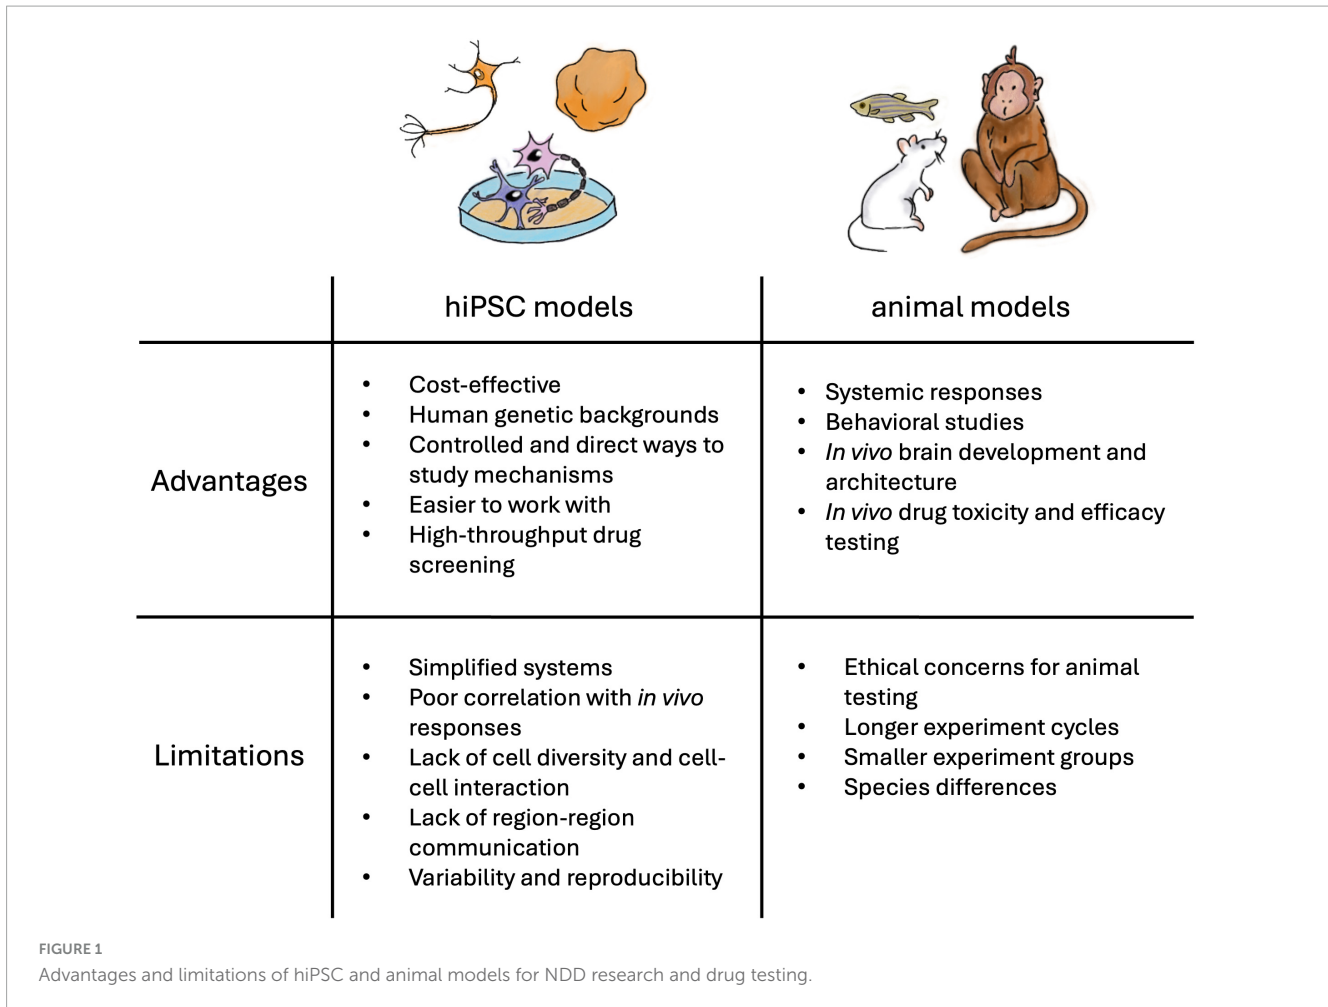 hiPSC models
animal models
Advantages
• Cost-effective
• Human genetic backgrounds
• Controlled and direct ways to
study mechanisms
• Easier to work with
• High-throughput drug
screening
• Systemic responses
• Behavioral studies
• In vivo brain development and
architecture
• In vivo drug toxicity and efficacy
testing
Limitations
• Simplified systems
• Poor correlation with in vivo
responses
• Lack of cell diversity and cell-
cell interaction
• Lack of region-region
communication
• Variability and reproducibility
• Ethical concerns for animal
testing
• Longer experiment cycles
• Smaller experiment groups
• Species differences
FIGURE 1
Advantages and limitations of hiPSC and animal models for NDD research and drug testing.